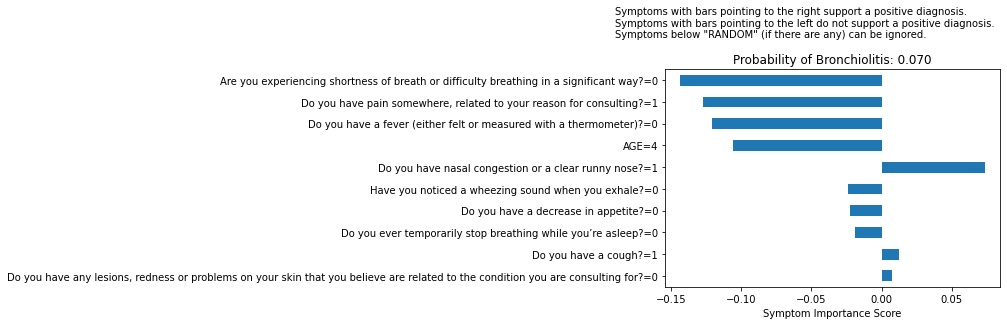 Symptoms with bars pointing to the right support a positive diagnosis.
Symptoms with bars pointing to the left do not support a positive diagnosis.
Symptoms below "RANDOM" (if there are any) can be ignored.
Probability of Bronchiolitis: 0.070
Are you experiencing shortness of breath or difficulty breathing in a significant way?=0
Do you have pain somewhere, related to your reason for consulting?=1
Do you have a fever (either felt or measured with a thermometer)?=0
AGE=4
Do you have nasal congestion or a clear runny nose?=1
Have you noticed a wheezing sound when you exhale?=0
Do you have a decrease in appetite?=0
Do you ever temporarily stop breathing while you’re asleep?=0
Do you have a cough?=1
Do you have any lesions, redness or problems on your skin that you believe are related to the condition you are consulting for?=0
−0.15 −0.10 −0.05 0.00 0.05
Symptom Importance Score